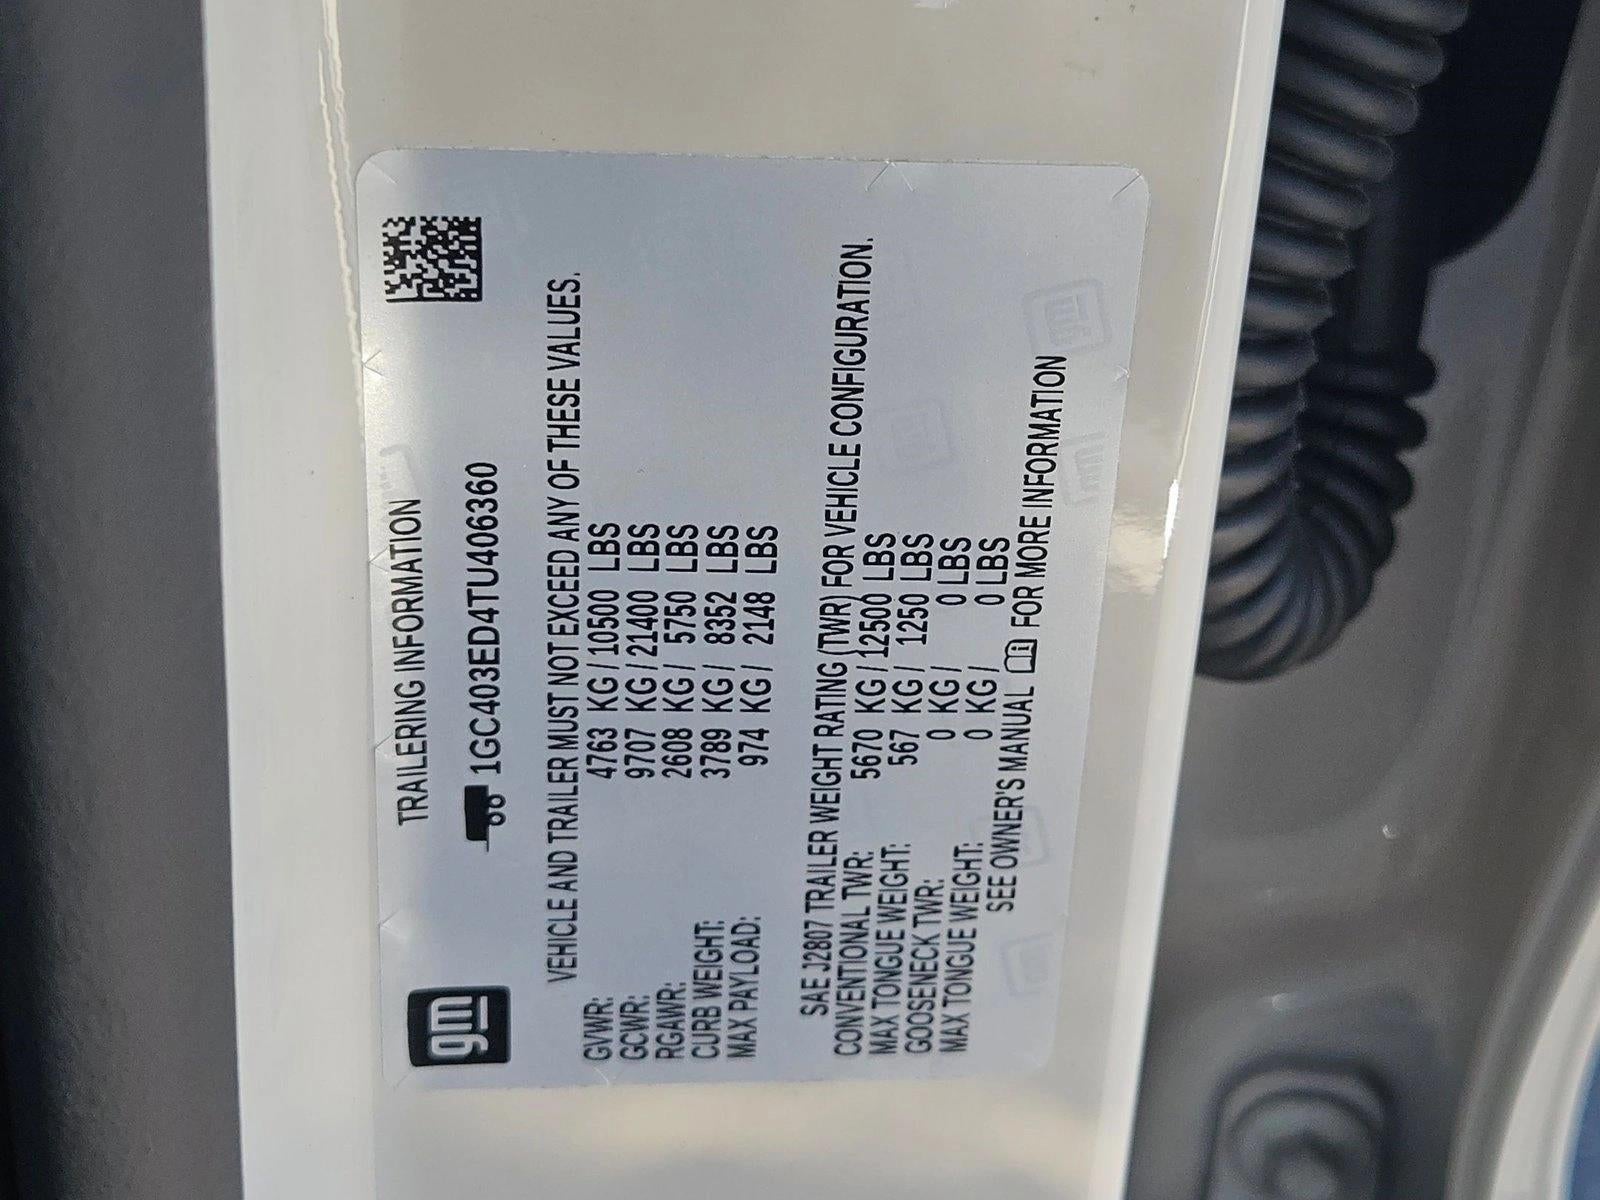 gm
TRAILERING INFORMATION
1GC403ED4TU406360
VEHICLE AND TRAILER MUST NOT EXCEED ANY OF THESE VALUES.
GVWR: 4763 KG / 10500 LBS
GCWR: 9707 KG / 21400 LBS
RGAWR: 2608 KG / 5750 LBS
CURB WEIGHT: 3789 KG / 8352 LBS
MAX PAYLOAD: 974 KG / 2148 LBS
SAE J2807 TRAILER WEIGHT RATING (TWR) FOR VEHICLE CONFIGURATION.
CONVENTIONAL TWR: 5670 KG / 12500 LBS
MAX TONGUE WEIGHT: 567 KG / 1250 LBS
GOOSENECK TWR: 0 KG / 0 LBS
MAX TONGUE WEIGHT: 0 KG / 0 LBS
SEE OWNER'S MANUAL FOR MORE INFORMATION